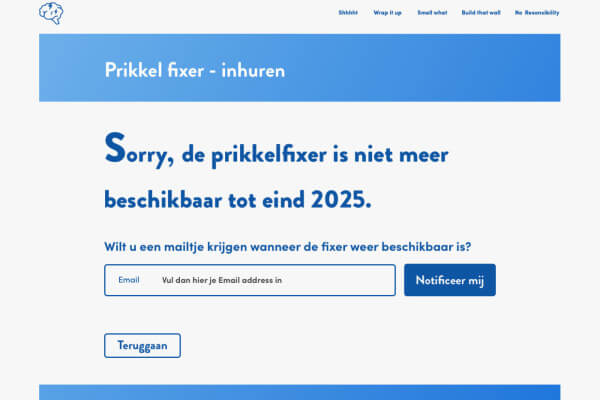 Shhhht Wrap it up Smell what Build that wall No Resonsibility
Prikkel fixer - inhuren
Sorry, de prikkelfixer is niet meer
beschikbaar tot eind 2025.
Wilt u een mailtje krijgen wanneer de fixer weer beschikbaar is?
Email Vul dan hier je Email address in Notificeer mij
Teruggaan